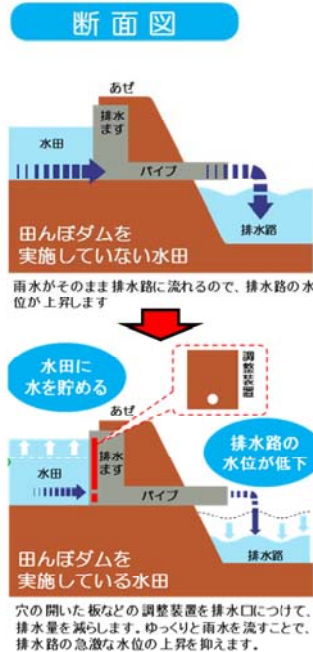 断面図
あぜ
水田
排水
ます
パイプ
排水路
田んぼダムを
実施していない水田
雨水がそのまま排水路に流れるので、排水路の水
位が上昇します
水田に
水を貯める
あぜ
排水路の
水位が低下
水田
排水
ます
パイプ
排水路
田んぼダムを
実施している水田
穴の開いた板などの調整装置を排水口につけて、
排水量を減らします。ゆっくりと雨水を流すことで、
排水路の急激な水位の上昇を抑えます。